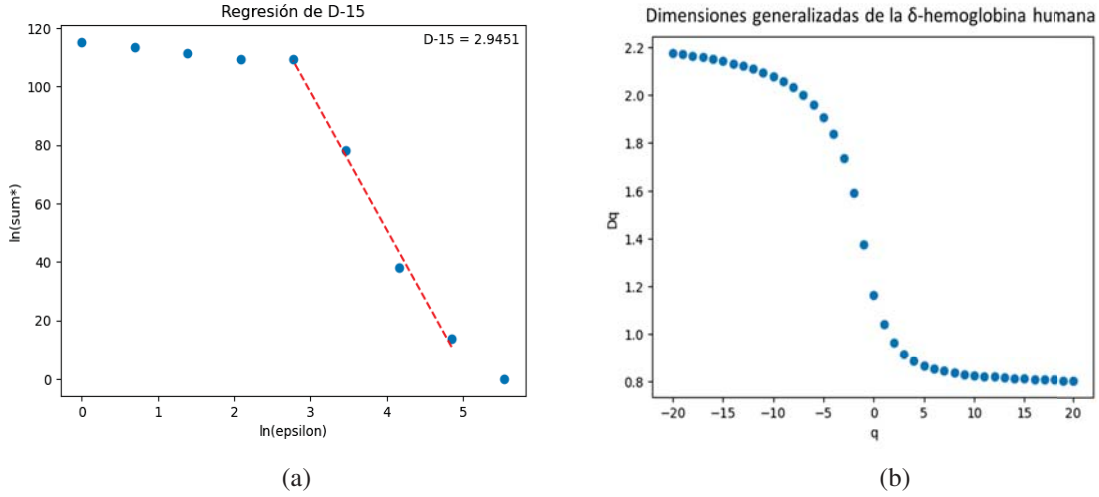 Regresión de D-15
D-15 = 2.9451
120
100
80
60
40
20
0
ln(sum*)
0 1 2 3 4 5
ln(epsilon)
(a)
Dimensiones generalizadas de la δ-hemoglobina humana
2.2
2.0
1.8
1.6
1.4
1.2
1.0
0.8
Dq
−20 −15 −10 −5 0 5 10 15 20
q
(b)